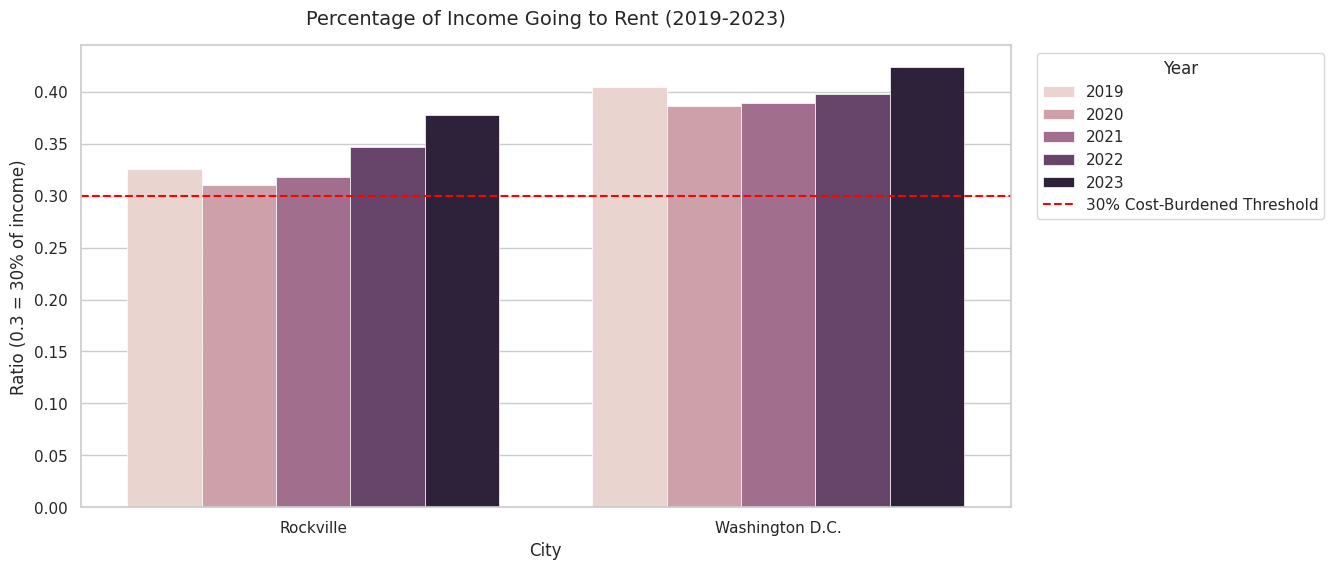 Percentage of Income Going to Rent (2019-2023)
Ratio (0.3 = 30% of income)
0.40
0.35
0.30
0.25
0.20
0.15
0.10
0.05
0.00
Rockville
Washington D.C.
City
Year
2019
2020
2021
2022
2023
30% Cost-Burdened Threshold